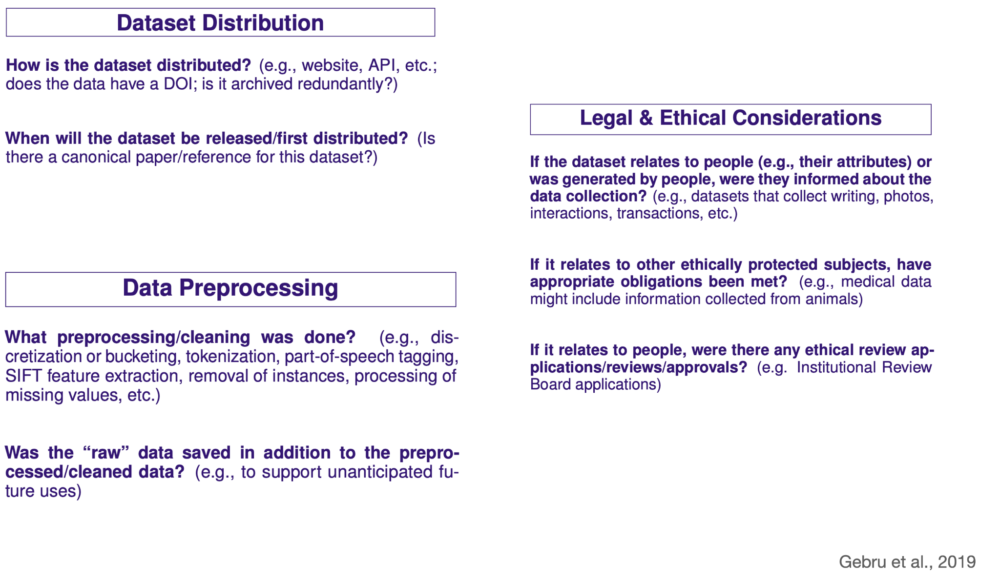 Dataset Distribution
How is the dataset distributed? (e.g., website, API, etc.;
does the data have a DOI; is it archived redundantly?)
When will the dataset be released/first distributed? (Is
there a canonical paper/reference for this dataset?)
Data Preprocessing
What preprocessing/cleaning was done? (e.g., dis-
cretization or bucketing, tokenization, part-of-speech tagging,
SIFT feature extraction, removal of instances, processing of
missing values, etc.)
Was the “raw” data saved in addition to the prepro-
cessed/cleaned data? (e.g., to support unanticipated fu-
ture uses)
Legal & Ethical Considerations
If the dataset relates to people (e.g., their attributes) or
was generated by people, were they informed about the
data collection? (e.g., datasets that collect writing, photos,
interactions, transactions, etc.)
If it relates to other ethically protected subjects, have
appropriate obligations been met? (e.g., medical data
might include information collected from animals)
If it relates to people, were there any ethical review ap-
plications/reviews/approvals? (e.g. Institutional Review
Board applications)
Gebru et al., 2019